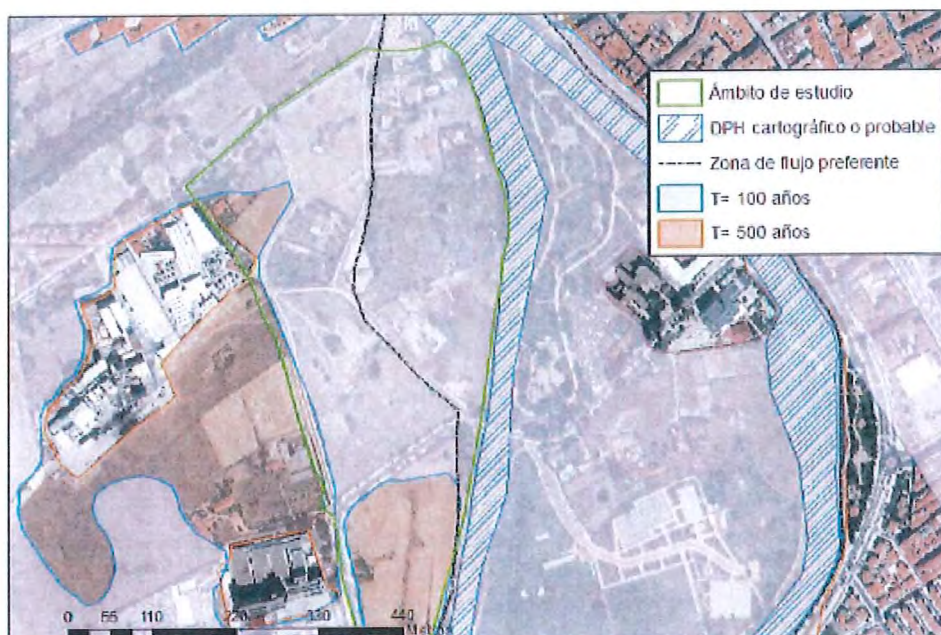 Ámbito de estudio
DPH cartográfico o probable
Zona de flujo preferente
T= 100 años
T= 500 años
0 55 110 220 330 440
Metros